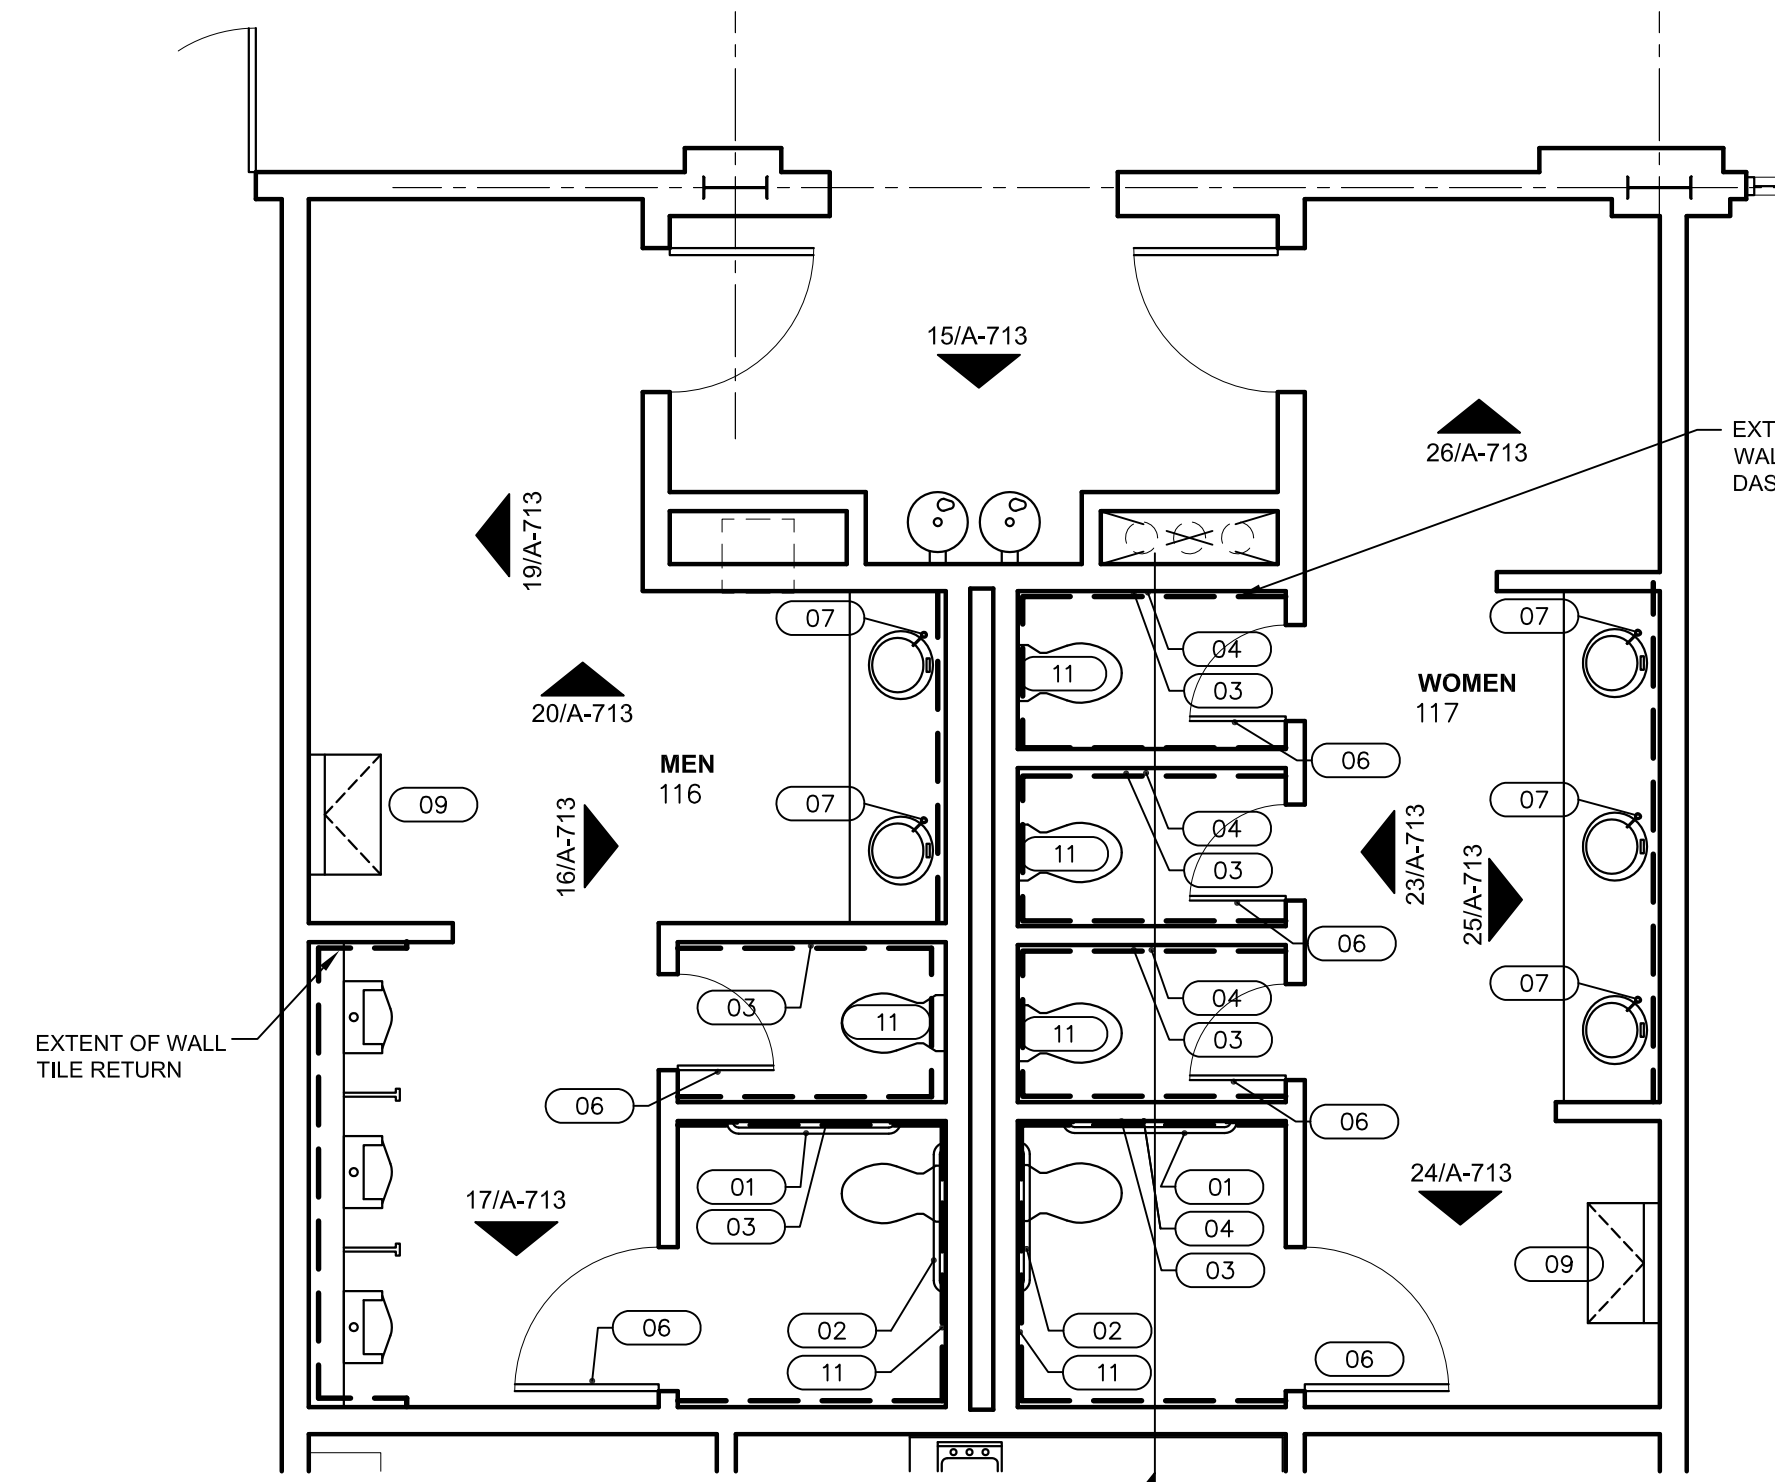 15/A-713
26/A-713
EXT
WAL
DAS
19/A-713
07
04
07
11
03
WOMEN
117
20/A-713
MEN
116
06
09
07
16/A-713
04
07
11
03
23/A-713
25/A-713
06
03
11
04
07
11
03
EXTENT OF WALL
TILE RETURN
06
06
01
01
24/A-713
17/A-713
03
04
03
09
06
02
02
06
11
11